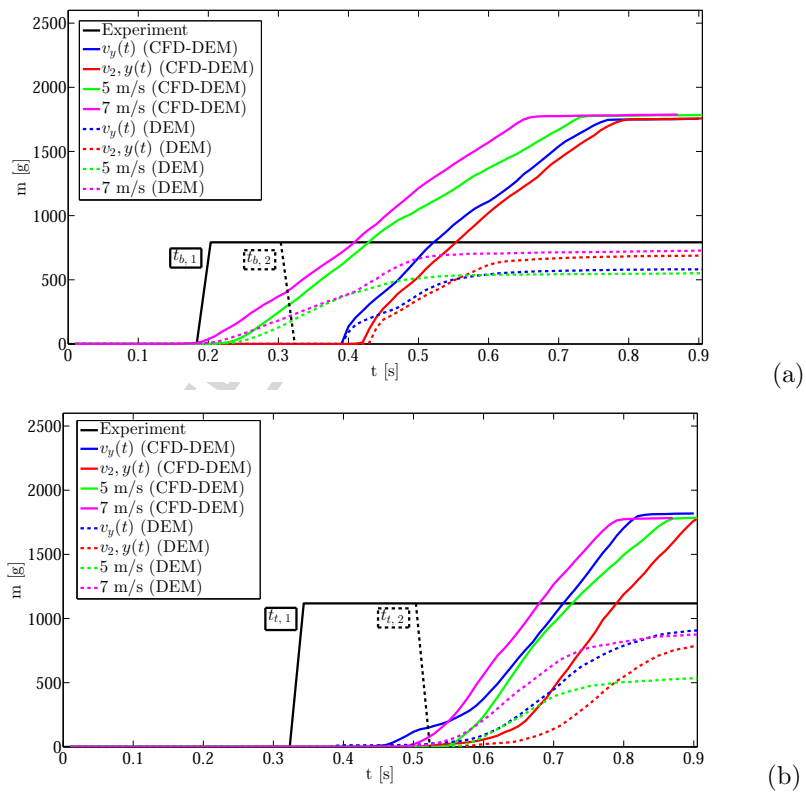 2500
2000
1500
1000
500
0
m [g]
Experiment
v_y(t) (CFD-DEM)
v_2, y(t) (CFD-DEM)
5 m/s (CFD-DEM)
7 m/s (CFD-DEM)
v_y(t) (DEM)
v_2, y(t) (DEM)
5 m/s (DEM)
7 m/s (DEM)
t_b, 1
t_b, 2
0 0.1 0.2 0.3 0.4 0.5 0.6 0.7 0.8 0.9
t [s]
(a)
2500
2000
1500
1000
500
0
m [g]
Experiment
v_y(t) (CFD-DEM)
v_2, y(t) (CFD-DEM)
5 m/s (CFD-DEM)
7 m/s (CFD-DEM)
v_y(t) (DEM)
v_2, y(t) (DEM)
5 m/s (DEM)
7 m/s (DEM)
t_t, 1
t_t, 2
0 0.1 0.2 0.3 0.4 0.5 0.6 0.7 0.8 0.9
t [s]
(b)